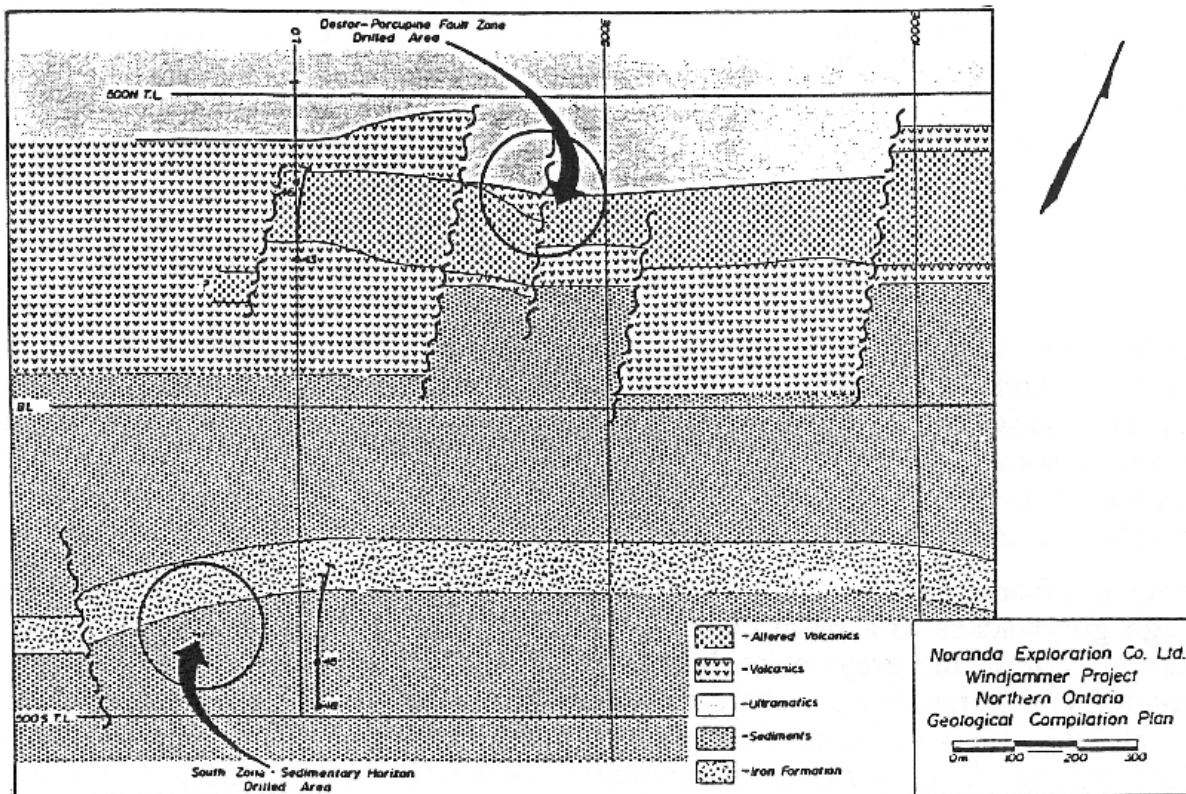 Destor-Porcupine Fault Zone
Drilled Area
500N T.L.
BL
500S T.L.
South Zone - Sedimentary Horizon
Drilled Area
-Altered Volcanics
-Volcanics
-Ultramafics
-Sediments
-Iron Formation
Noranda Exploration Co. Ltd.
Windjammer Project
Northern Ontario
Geological Compilation Plan
0m 100 200 300